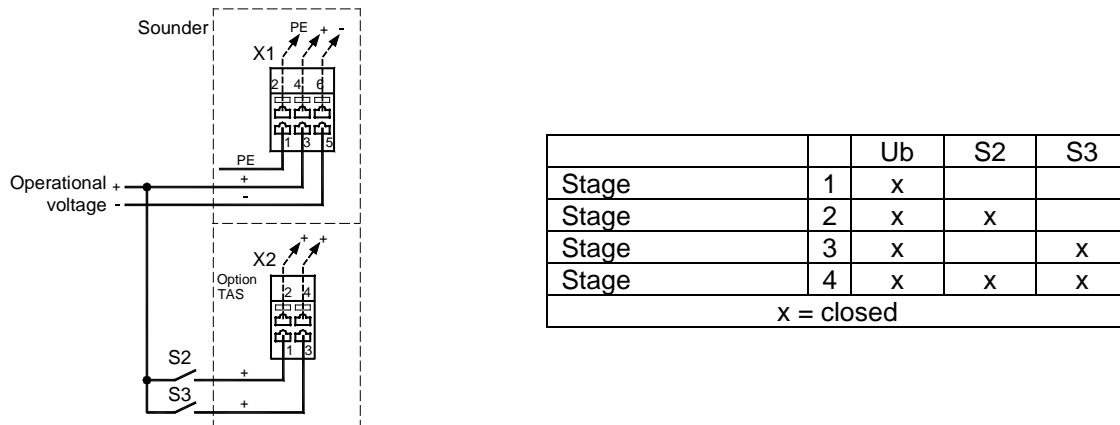 Sounder
PE + -
X1
2 4 6
1 3 5
PE
Operational + +
voltage - -
X2 + +
Option
TAS
2 4
1 3
S2
+
S3
+
Ub S2 S3
Stage 1 x
Stage 2 x x
Stage 3 x x
Stage 4 x x x
x = closed